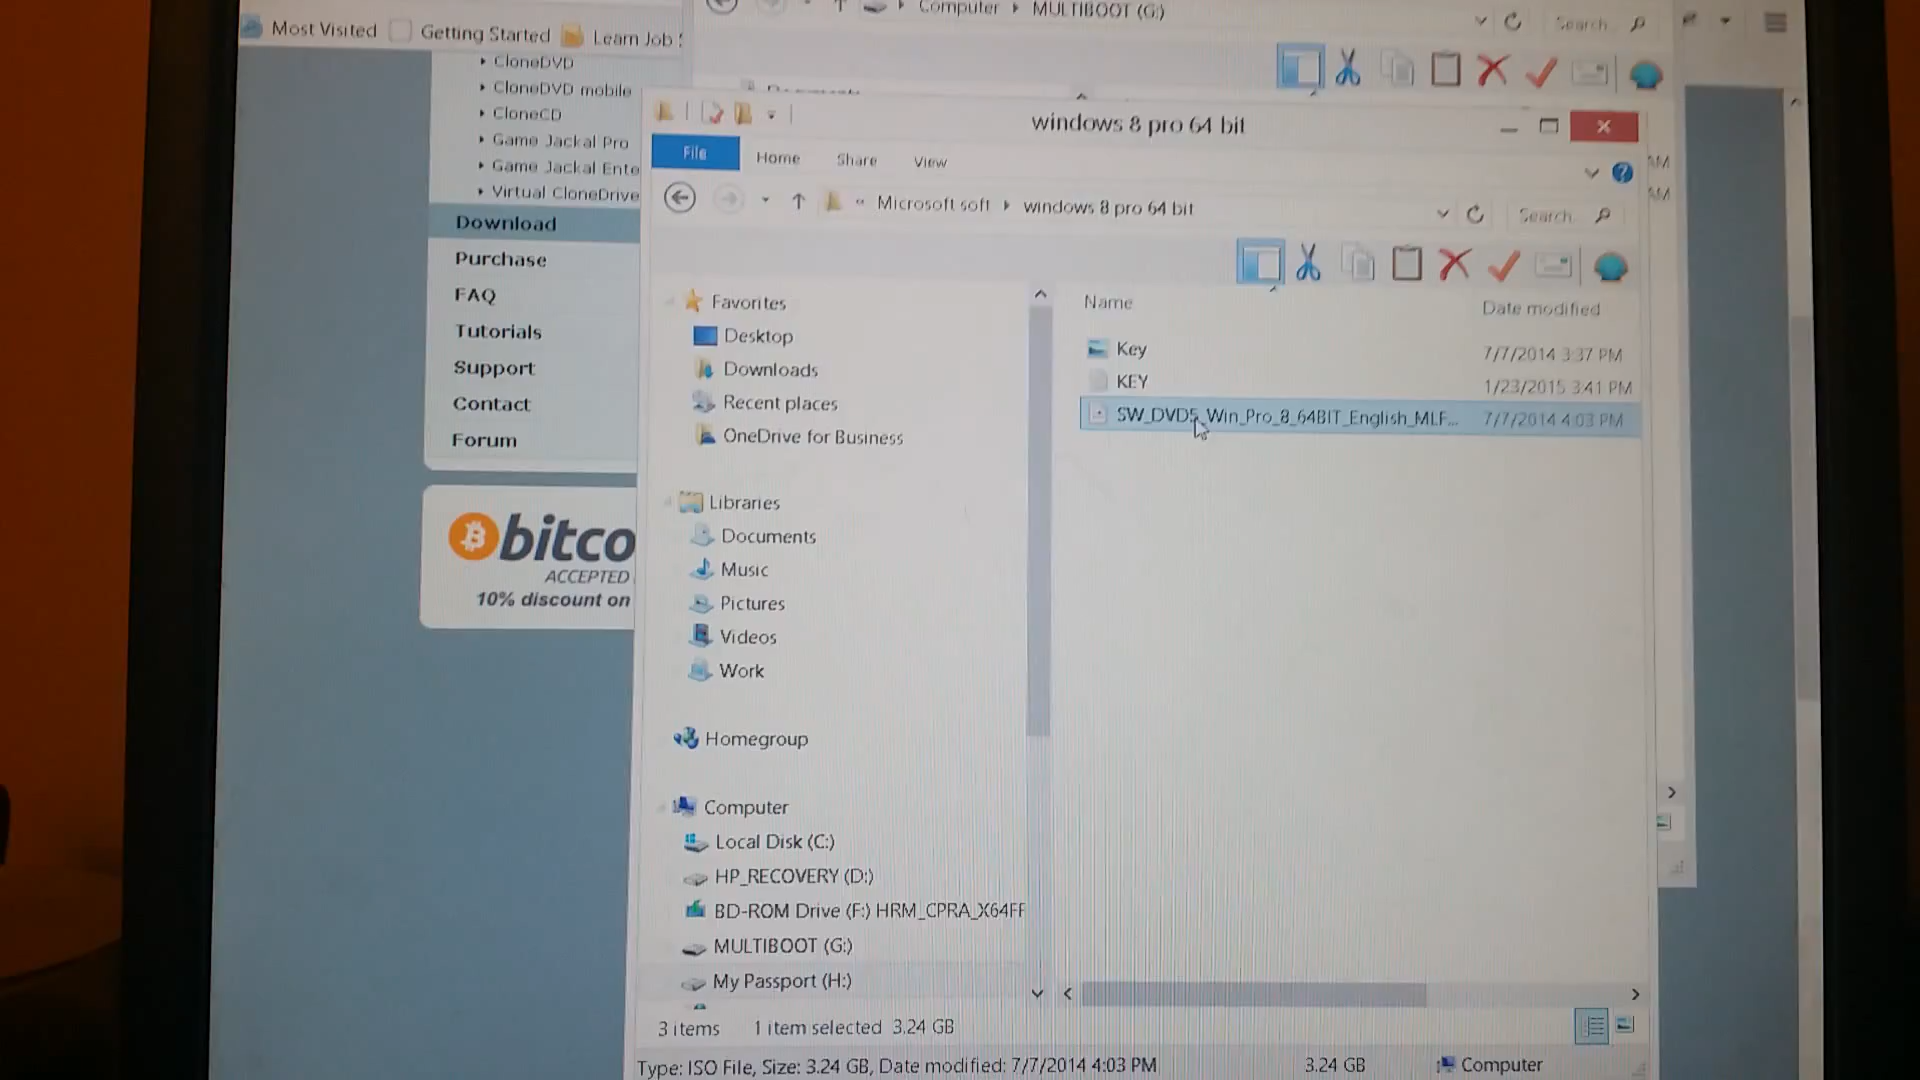 Computer ▸ MULTIBOOT (G:)
Search
Most Visited
Getting Started
Learn Job
CloneDVD
CloneDVD mobile
CloneCD
Game Jackal Pro
Game Jackal Ente
Virtual CloneDrive
Download
Purchase
FAQ
Tutorials
Support
Contact
Forum
bitco
ACCEPTED
10% discount on
windows 8 pro 64 bit
File
Home
Share
View
« Microsoft soft ▸ windows 8 pro 64 bit
Search
AM
AM
Favorites
Desktop
Downloads
Recent places
OneDrive for Business
Libraries
Documents
Music
Pictures
Videos
Work
Homegroup
Computer
Local Disk (C:)
HP_RECOVERY (D:)
BD-ROM Drive (F:) HRM_CPRA_X64FF
MULTIBOOT (G:)
My Passport (H:)
Name
Date modified
Key
7/7/2014 3:37 PM
KEY
1/23/2015 3:41 PM
SW_DVD5_Win_Pro_8_64BIT_English_MLF...
7/7/2014 4:03 PM
3 items
1 item selected 3.24 GB
Type: ISO File, Size: 3.24 GB, Date modified: 7/7/2014 4:03 PM
3.24 GB
Computer